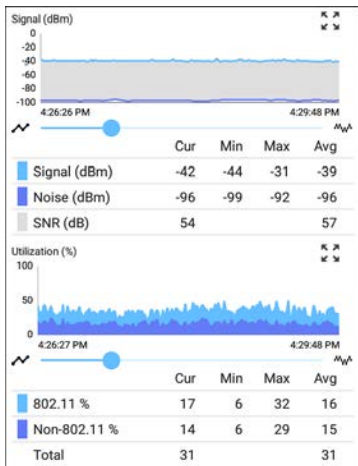 Signal (dBm)
0
-20
-40
-60
-80
-100
4:26:26 PM 4:29:48 PM
Cur Min Max Avg
Signal (dBm) -42 -44 -31 -39
Noise (dBm) -96 -99 -92 -96
SNR (dB) 54 57
Utilization (%)
100
50
0
4:26:27 PM 4:29:48 PM
Cur Min Max Avg
802.11 % 17 6 32 16
Non-802.11 % 14 6 29 15
Total 31 31